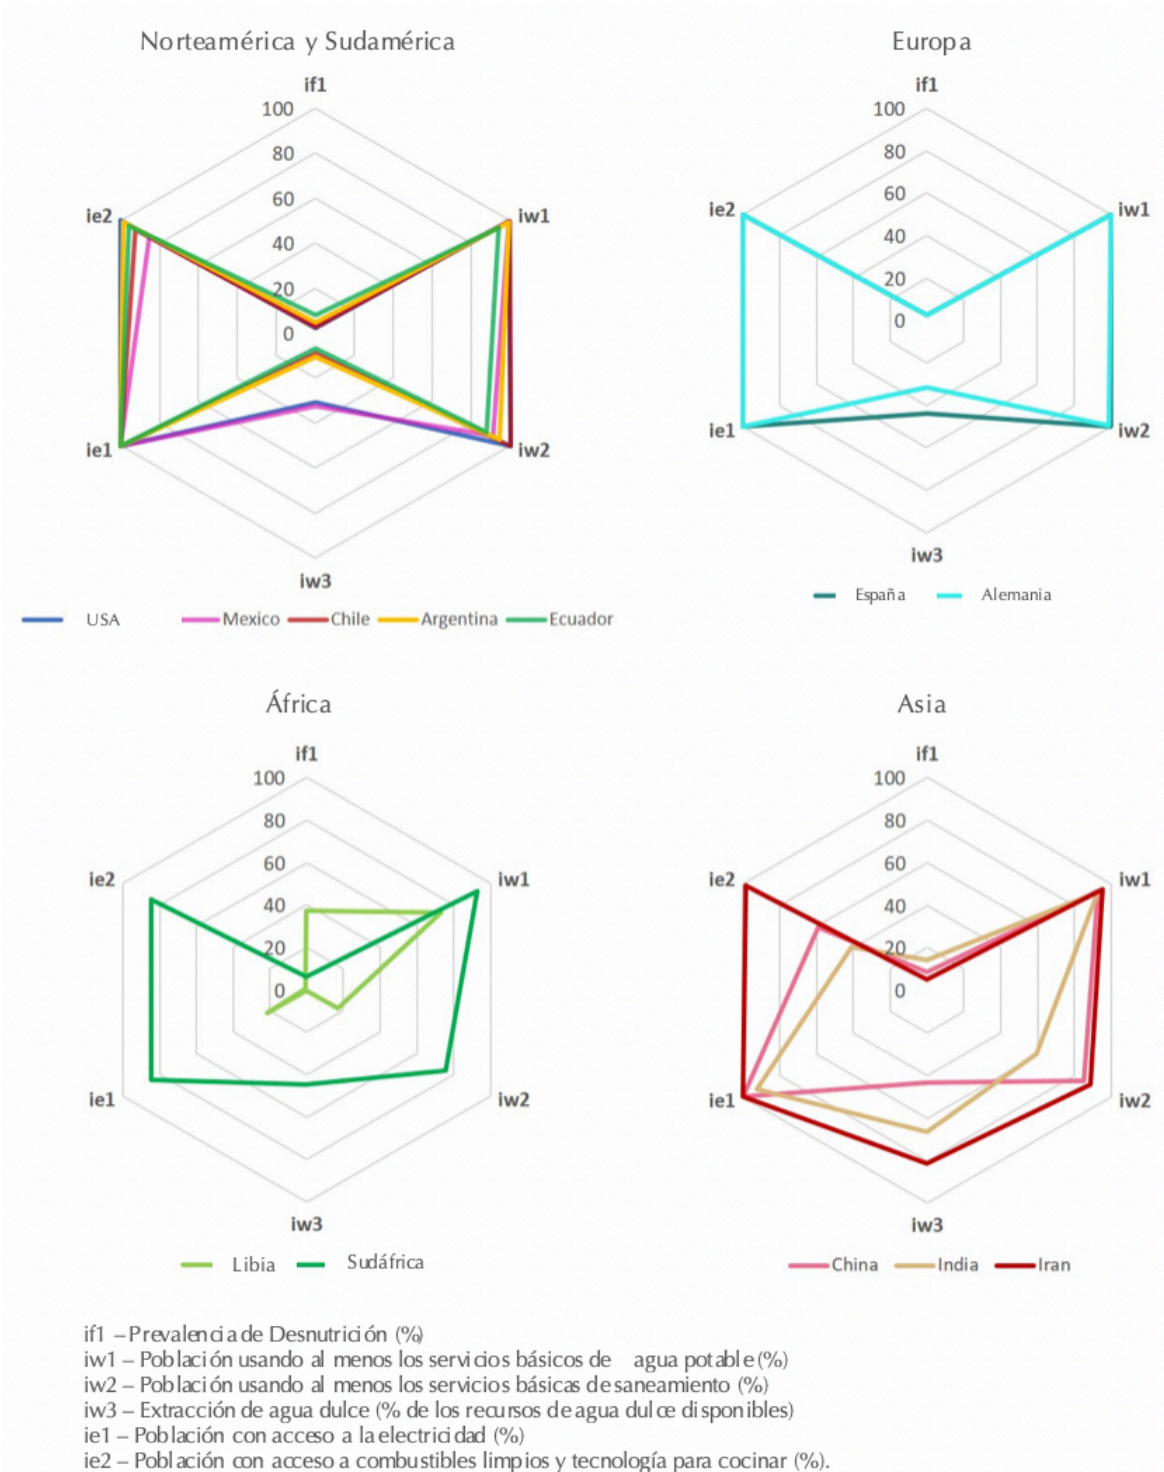 Norteamérica y Sudamérica
if1
100
80
60
40
20
0
ie2
iw1
ie1
iw2
iw3
USA Mexico Chile Argentina Ecuador
Europa
if1
100
80
60
40
20
0
ie2
iw1
ie1
iw2
iw3
España Alemania
África
if1
100
80
60
40
20
0
ie2
iw1
ie1
iw2
iw3
Libia Sudáfrica
Asia
if1
100
80
60
40
20
0
ie2
iw1
ie1
iw2
iw3
China India Iran
if1 – Prevalencia de Desnutrición (%)
iw1 – Población usando al menos los servicios básicos de agua potable (%)
iw2 – Población usando al menos los servicios básicas de saneamiento (%)
iw3 – Extracción de agua dulce (% de los recursos de agua dulce disponibles)
ie1 – Población con acceso a la electricidad (%)
ie2 – Población con acceso a combustibles limpios y tecnología para cocinar (%).